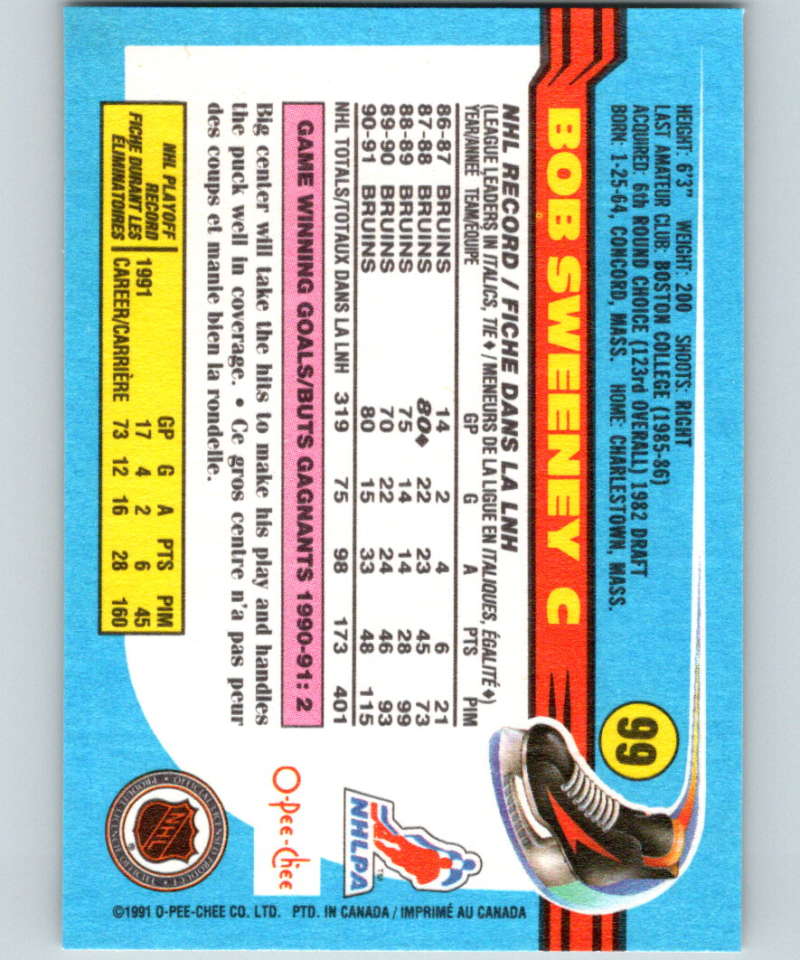 HEIGHT: 6'3" WEIGHT: 200 SHOOTS: RIGHT
LAST AMATEUR CLUB: BOSTON COLLEGE (1985-86)
ACQUIRED: 6th ROUND CHOICE (123rd OVERALL) 1982 DRAFT
BORN: 1-25-64, CONCORD, MASS. HOME: CHARLESTOWN, MASS.
99
BOB SWEENEY C
NHL RECORD / FICHE DANS LA LNH
(LEAGUE LEADERS IN ITALICS, TIE ♦ / MENEURS DE LA LIGUE EN ITALIQUES, ÉGALITÉ ♦)
YEAR/ANNÉE TEAM/ÉQUIPE GP G A PTS PIM
86-87 BRUINS 14 2 4 6 21
87-88 BRUINS 80♦ 22 23 45 73
88-89 BRUINS 75 14 14 28 99
89-90 BRUINS 70 22 24 46 93
90-91 BRUINS 80 15 33 48 115
NHL TOTALS/TOTAUX DANS LA LNH 319 75 98 173 401
GAME WINNING GOALS/BUTS GAGNANTS 1990-91: 2
Big center will take the hits to make his play and handles
the puck well in coverage. • Ce gros centre n'a pas peur
des coups et manie bien la rondelle.
NHL PLAYOFF RECORD
FICHE DURANT LES ÉLIMINATOIRES
GP G A PTS PIM
1991 17 4 2 6 45
CAREER/CARRIÈRE 73 12 16 28 160
NHLPA TM
O-Pee-Chee
NHL ®
©1991 O-PEE-CHEE CO. LTD. PTD. IN CANADA / IMPRIMÉ AU CANADA